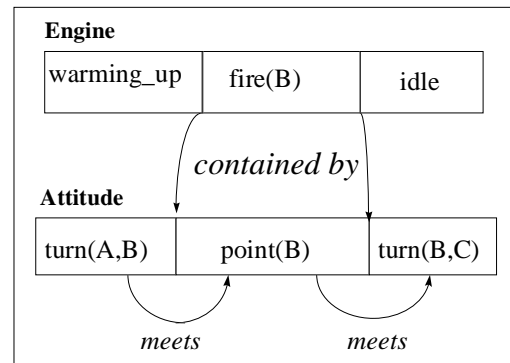 Engine
warming_up fire(B) idle
contained by
Attitude
turn(A,B) point(B) turn(B,C)
meets meets